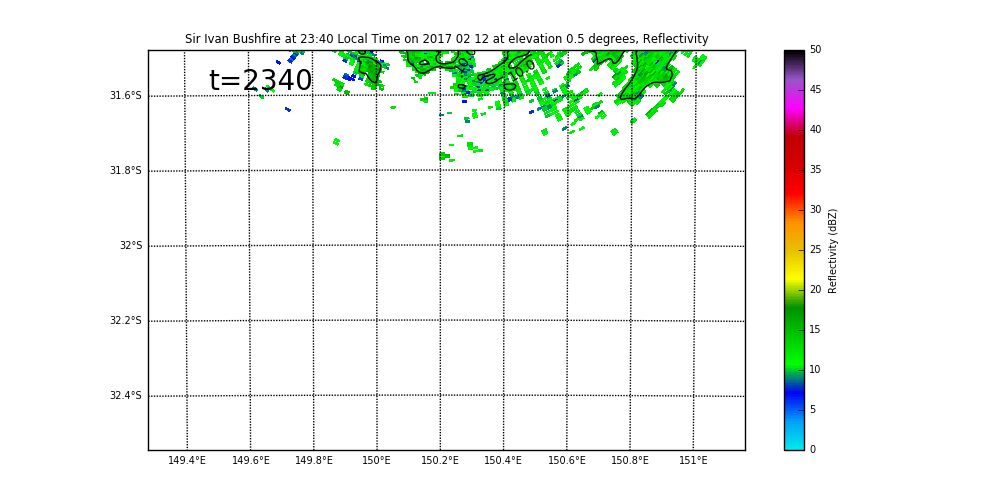 Sir Ivan Bushfire at 23:40 Local Time on 2017 02 12 at elevation 0.5 degrees, Reflectivity
t=2340
31.6°S
31.8°S
32°S
32.2°S
32.4°S
149.4°E 149.6°E 149.8°E 150°E 150.2°E 150.4°E 150.6°E 150.8°E 151°E
50
45
40
35
30
25
20
15
10
5
0
Reflectivity (dBZ)